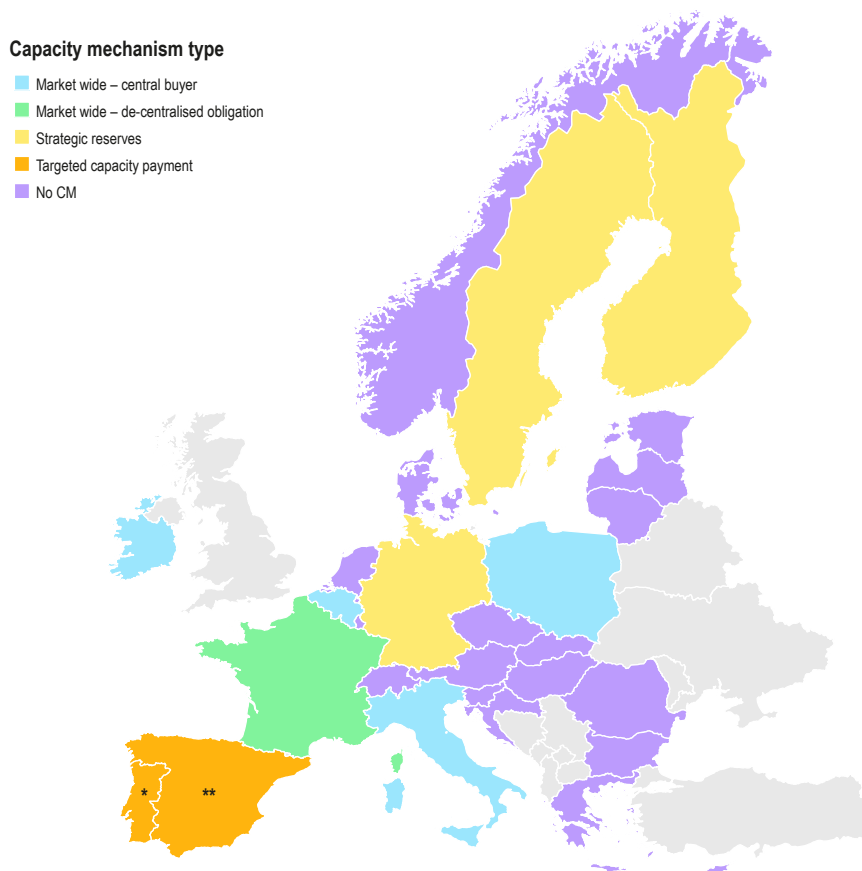 Capacity mechanism type
Market wide – central buyer
Market wide – de-centralised obligation
Strategic reserves
Targeted capacity payment
No CM
*
**